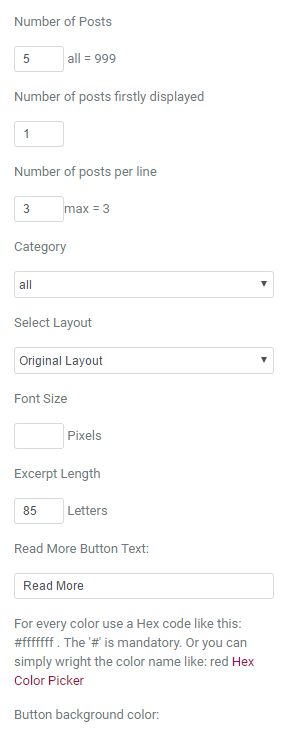 Number of Posts
5 all = 999
Number of posts firstly displayed
1
Number of posts per line
3 max = 3
Category
all
Select Layout
Original Layout
Font Size
Pixels
Excerpt Length
85 Letters
Read More Button Text:
Read More
For every color use a Hex code like this:
#fffffff . The '#' is mandatory. Or you can
simply wright the color name like: red Hex
Color Picker
Button background color: